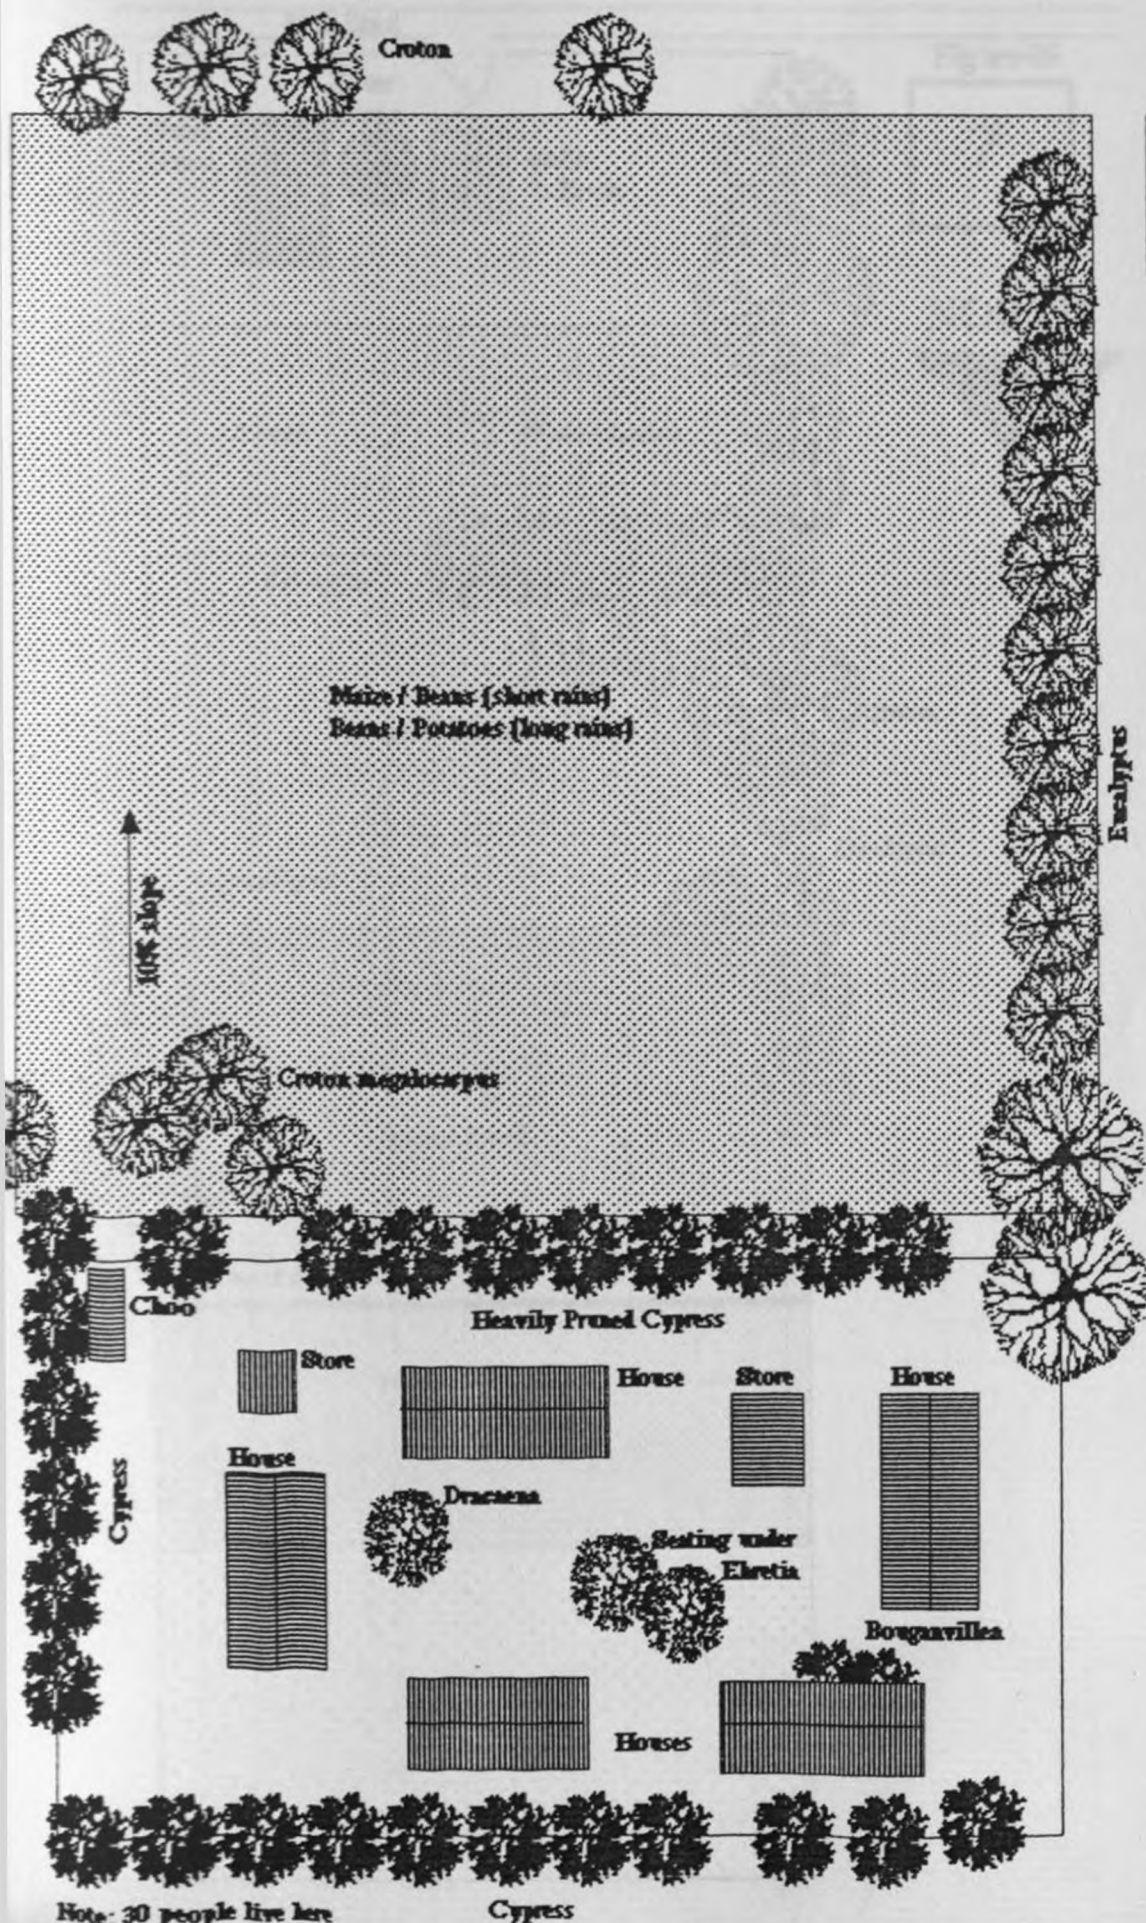 Croton
Maize / Beans (short rains)
Beans / Potatoes (long rains)
Eucalyptus
10% slope
Croton megalocarpus
Choo
Heavily Pruned Cypress
Store
House
Store
House
House
Cypress
Dracaena
Seating under
Ehretia
Bouganvillea
Houses
Note- 30 people live here
Cypress